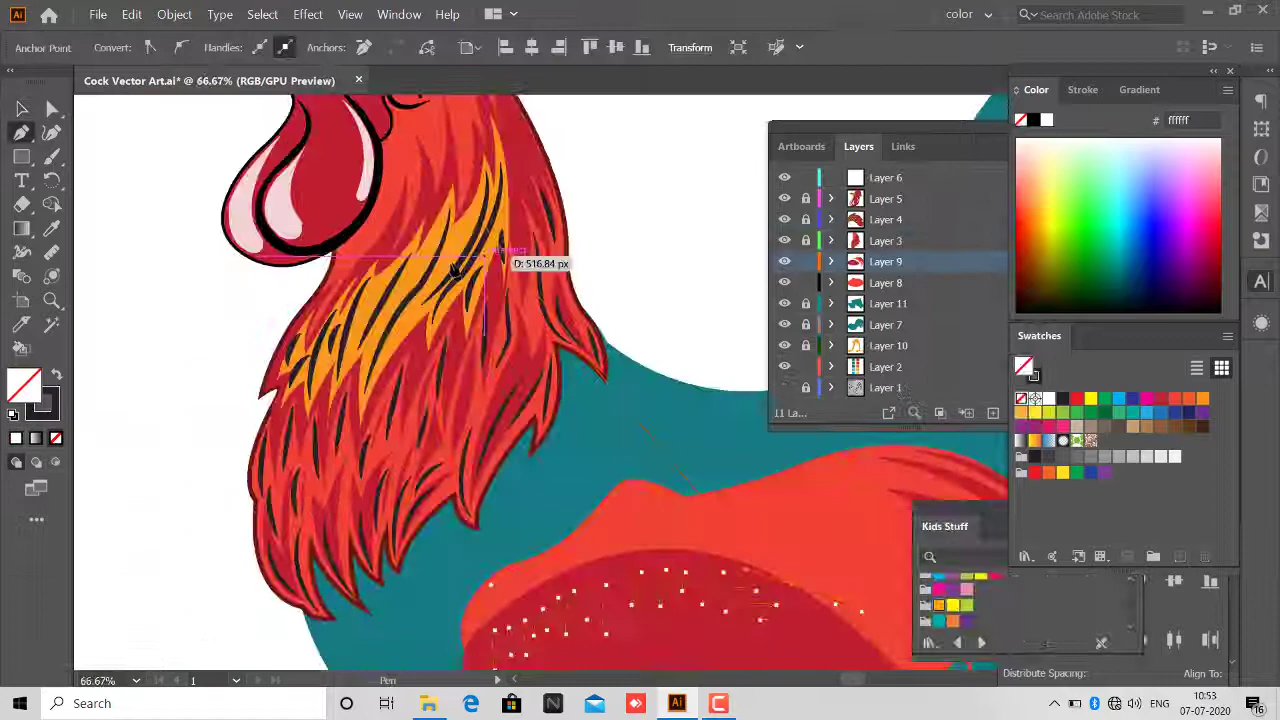 Ai File Edit Object Type Select Effect View Window Help color Search Adobe Stock
Anchor Point Convert: Handles: Anchors: Transform
Cock Vector Art.ai* @ 66.67% (RGB/GPU Preview)
Color Stroke Gradient
# ffffff
Artboards Layers Links
Layer 6
Layer 5
Layer 4
Layer 3
Layer 9
Layer 8
Layer 11
Layer 7
Layer 10
Layer 2
Layer 1
11 La...
D: 516.84 px
Swatches
Kids Stuff
66.67% 1 Pen
Distribute Spacing: Align To:
Search
10:53
07-07-2020
16